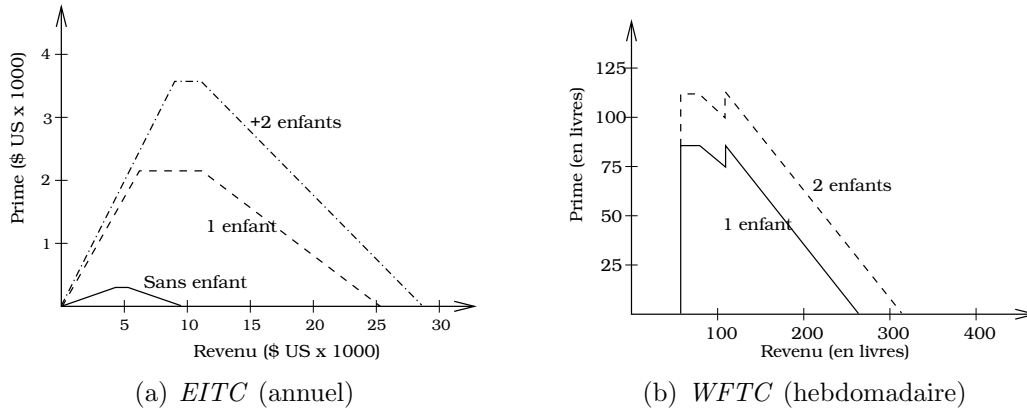 Prime ($ US x 1000)
4
3
2
1
+2 enfants
1 enfant
Sans enfant
5
10
15
20
25
30
Revenu ($ US x 1000)
(a) EITC (annuel)
Prime (en livres)
125
100
75
50
25
2 enfants
1 enfant
100
200
300
400
Revenu (en livres)
(b) WFTC (hebdomadaire)